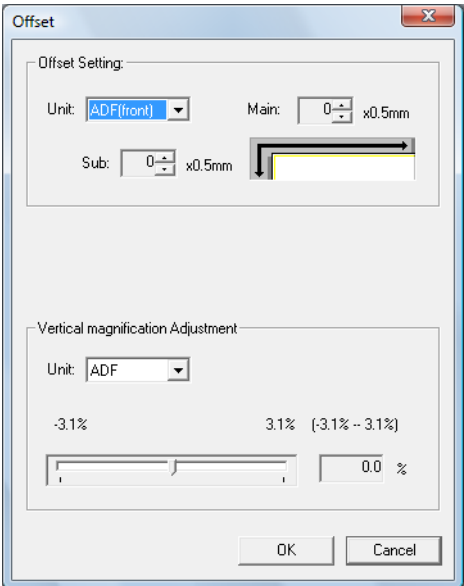 Offset
Offset Setting:
Unit: ADF(front) Main: 0 x0.5mm
Sub: 0 x0.5mm
Vertical magnification Adjustment
Unit: ADF
-3.1% 3.1% (-3.1% -- 3.1%)
0.0 %
OK Cancel